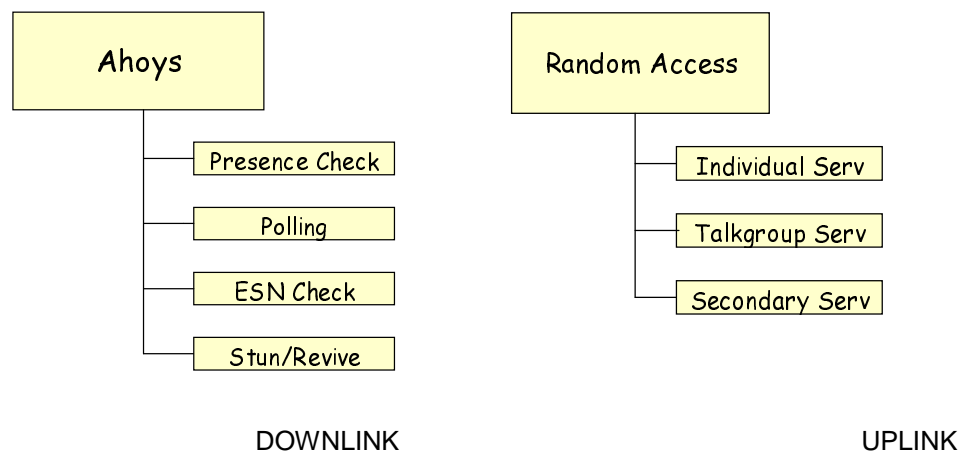 Ahoys
Presence Check
Polling
ESN Check
Stun/Revive
DOWNLINK
Random Access
Individual Serv
Talkgroup Serv
Secondary Serv
UPLINK